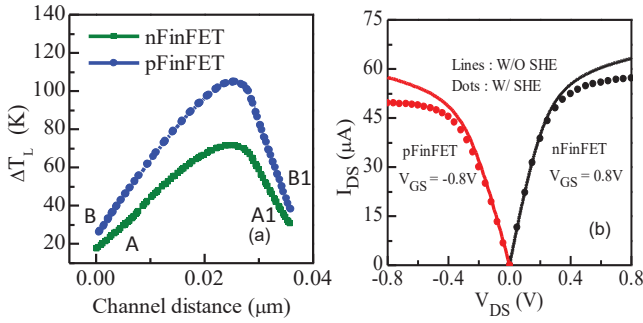 140
120
100
80
60
40
20
ΔT_L (K)
nFinFET
pFinFET
B
A
B1
A1
(a)
0.00
0.02
0.04
Channel distance (μm)
75
60
45
30
15
0
I_DS (μA)
Lines : W/O SHE
Dots : W/ SHE
pFinFET
V_GS = -0.8V
nFinFET
V_GS = 0.8V
(b)
-0.8
-0.4
0.0
0.4
0.8
V_DS (V)